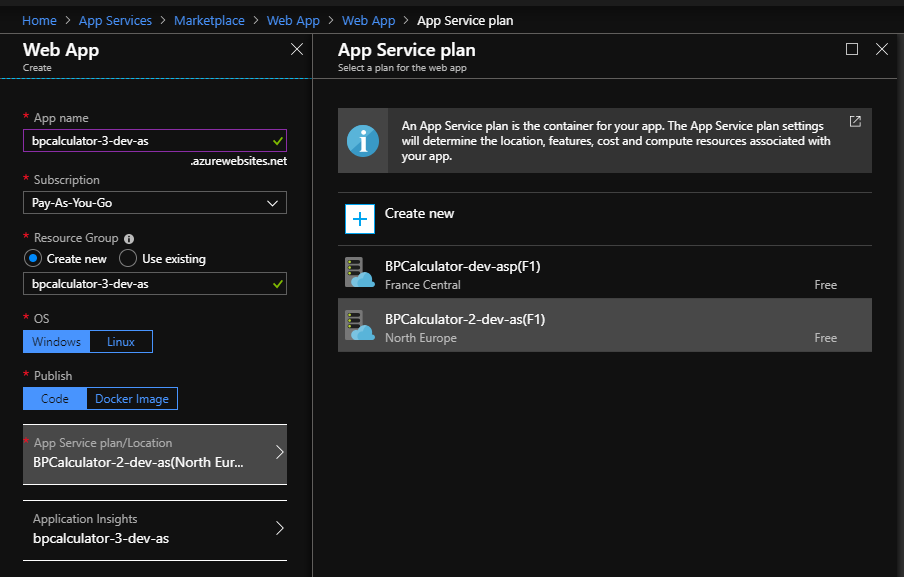 Home > App Services > Marketplace > Web App > Web App > App Service plan
Web App
Create
* App name
bpcalculator-3-dev-as
.azurewebsites.net
* Subscription
Pay-As-You-Go
* Resource Group
Create new
Use existing
bpcalculator-3-dev-as
* OS
Windows
Linux
* Publish
Code
Docker Image
* App Service plan/Location
BPCalculator-2-dev-as(North Eur...
Application Insights
bpcalculator-3-dev-as
App Service plan
Select a plan for the web app
An App Service plan is the container for your app. The App Service plan settings
will determine the location, features, cost and compute resources associated with
your app.
Create new
BPCalculator-dev-asp(F1)
France Central
Free
BPCalculator-2-dev-as(F1)
North Europe
Free